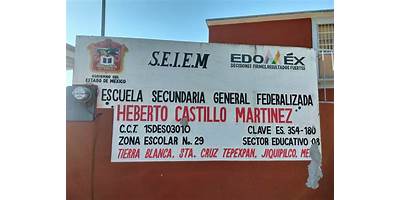 S.E.I.E.M
EDOMÉX
DECISIONES FIRMES, RESULTADOS FUERTES
GOBIERNO DEL
ESTADO DE MÉXICO
ESCUELA SECUNDARIA GENERAL FEDERALIZADA
"HEBERTO CASTILLO MARTINEZ"
C.C.T. 15DES0301O CLAVE ES. 354-180
ZONA ESCOLAR No. 29 SECTOR EDUCATIVO 03
TIERRA BLANCA, STA. CRUZ TEPEXPAN, JIQUIPILCO, MEX